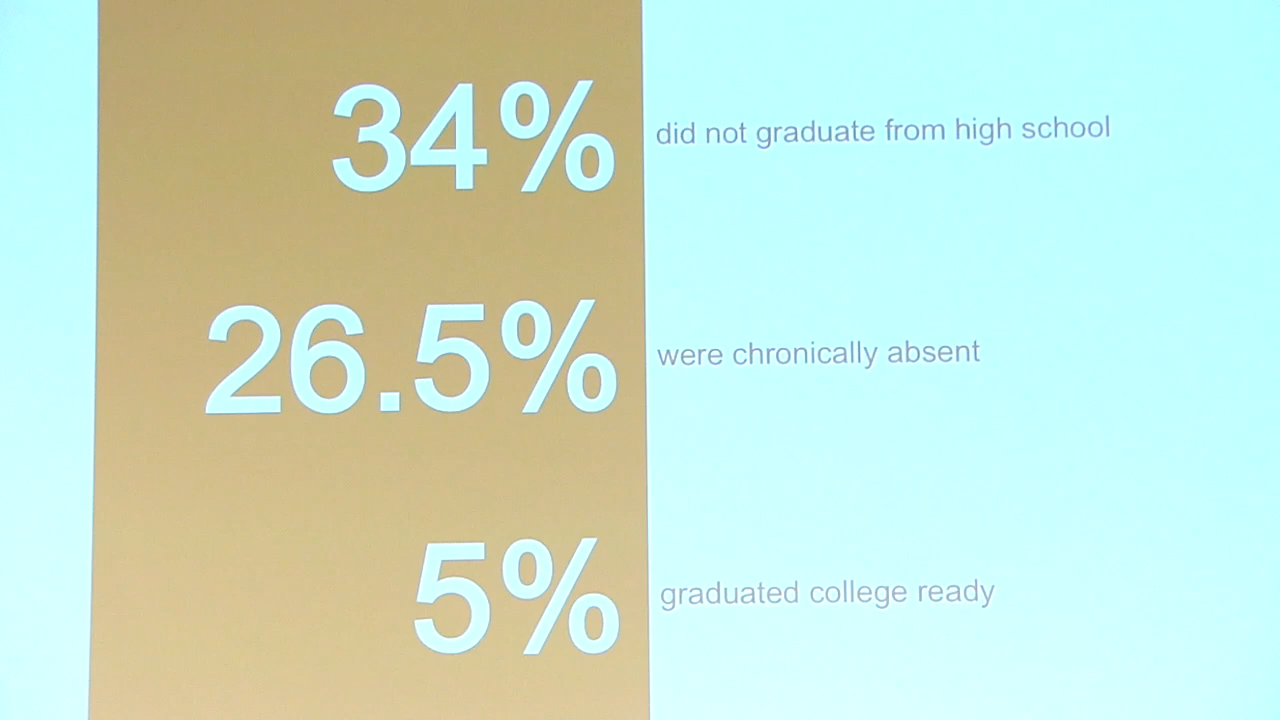 34% did not graduate from high school
26.5% were chronically absent
5% graduated college ready